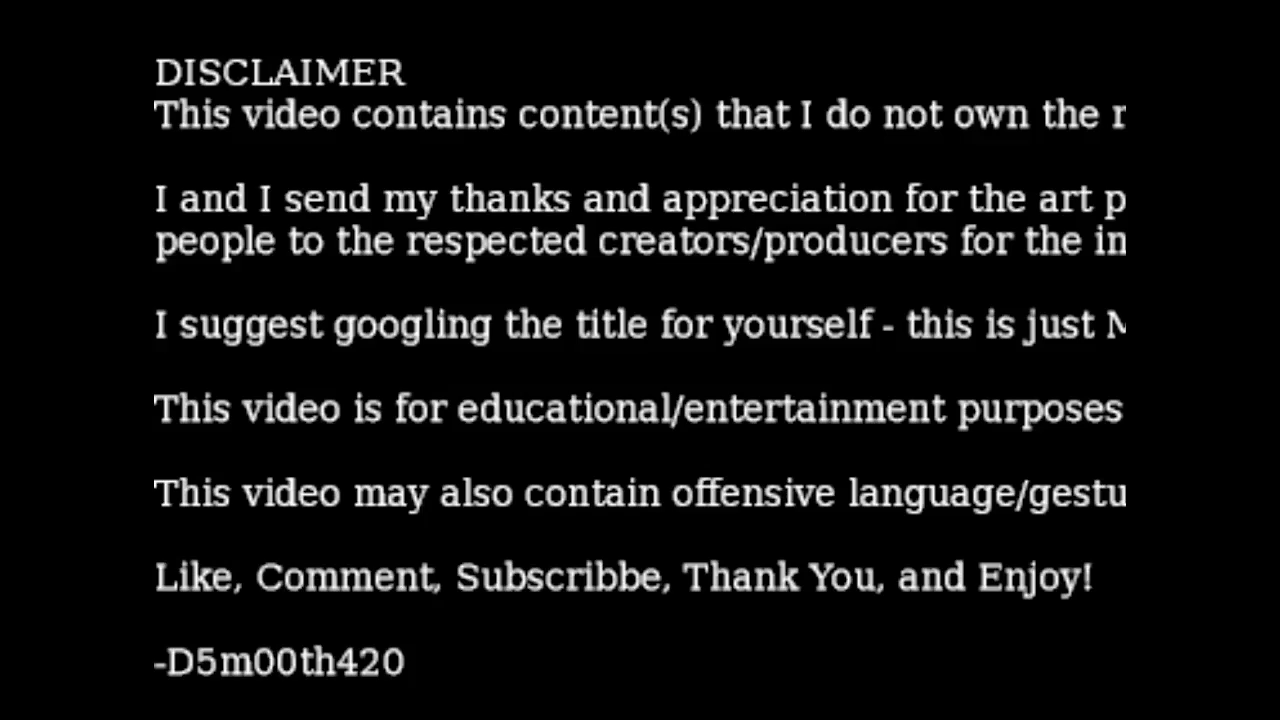 DISCLAIMER
This video contains content(s) that I do not own the
I and I send my thanks and appreciation for the art
people to the respected creators/producers for the
I suggest googling the title for yourself - this is just
This video is for educational/entertainment purposes
This video may also contain offensive
Like, Comment, Subscribbe, Thank You, and Enjoy!
-D5m00th420